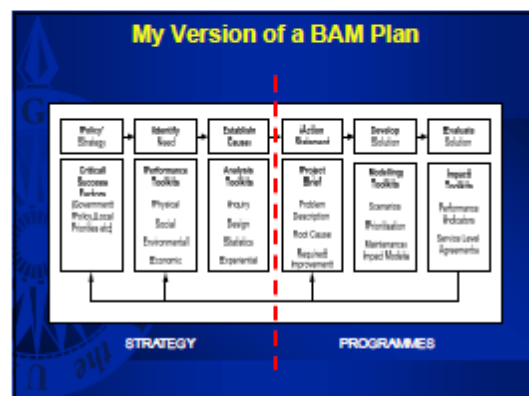 My Version of a BAM Plan
Policy/
Strategy
Identify
Need
Establish
Causes
Action
Statement
Develop
Solution
Evaluate
Solution
Critical
Success
Factors
(Government
Policy, Local
Priorities etc)
Performance
Toolkits
Physical
Social
Environmental
Economic
Analysis
Toolkit
Inquiry
Design
Statistics
Experiential
Project
Brief
Problem
Description
Root Cause
Required
Improvement
Modelling
Toolkits
Scenarios
Prioritisation
Maintenance
Impact Models
Impact
Toolkits
Performance
Indicators
Service Level
Agreements
STRATEGY
PROGRAMMES